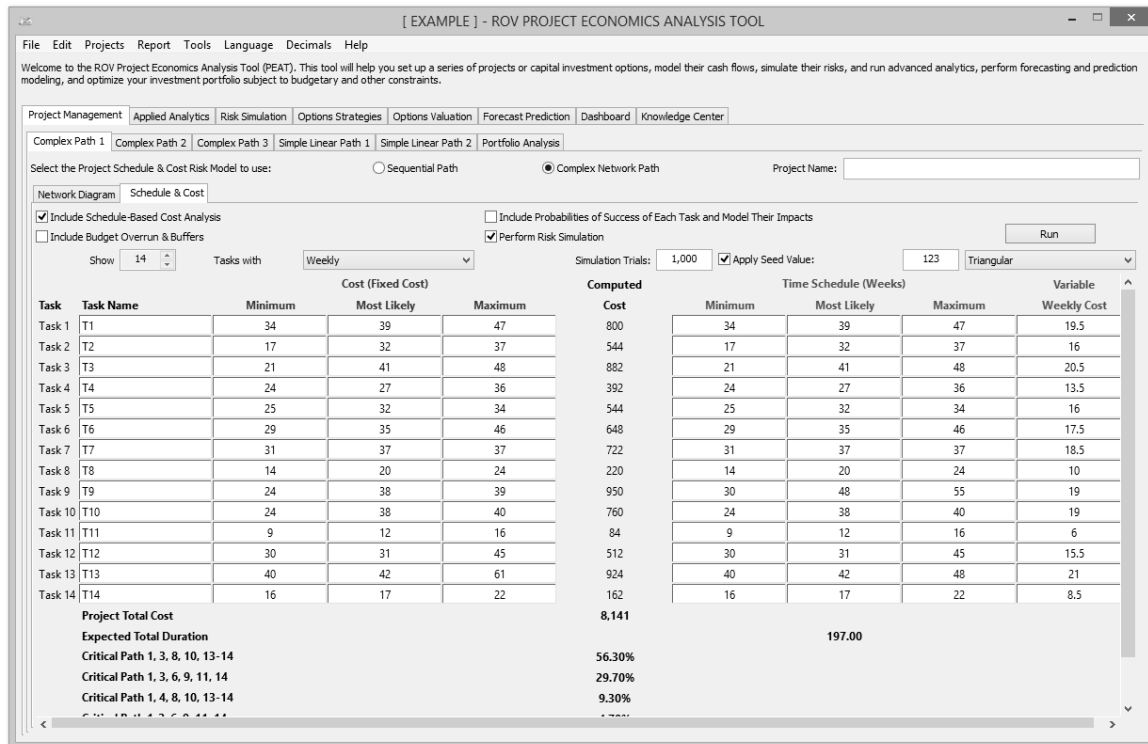 [ EXAMPLE ] - ROV PROJECT ECONOMICS ANALYSIS TOOL
File Edit Projects Report Tools Language Decimals Help
Welcome to the ROV Project Economics Analysis Tool (PEAT). This tool will help you set up a series of projects or capital investment options, model their cash flows, simulate their risks, and run advanced analytics, perform forecasting and prediction
modeling, and optimize your investment portfolio subject to budgetary and other constraints.
Project Management Applied Analytics Risk Simulation Options Strategies Options Valuation Forecast Prediction Dashboard Knowledge Center
Complex Path 1 Complex Path 2 Complex Path 3 Simple Linear Path 1 Simple Linear Path 2 Portfolio Analysis
Select the Project Schedule & Cost Risk Model to use: Sequential Path Complex Network Path Project Name:
Network Diagram Schedule & Cost
Include Schedule-Based Cost Analysis Include Probabilities of Success of Each Task and Model Their Impacts
Include Budget Overrun & Buffers Perform Risk Simulation Run
Show 14 Tasks with Weekly Simulation Trials: 1,000 Apply Seed Value: 123 Triangular
Cost (Fixed Cost) Computed Time Schedule (Weeks) Variable
Task Task Name Minimum Most Likely Maximum Cost Minimum Most Likely Maximum Weekly Cost
Task 1 T1 34 39 47 800 34 39 47 19.5
Task 2 T2 17 32 37 544 17 32 37 16
Task 3 T3 21 41 48 882 21 41 48 20.5
Task 4 T4 24 27 36 392 24 27 36 13.5
Task 5 T5 25 32 34 544 25 32 34 16
Task 6 T6 29 35 46 648 29 35 46 17.5
Task 7 T7 31 37 37 722 31 37 37 18.5
Task 8 T8 14 20 24 220 14 20 24 10
Task 9 T9 24 38 39 950 30 48 55 19
Task 10 T10 24 38 40 760 24 38 40 19
Task 11 T11 9 12 16 84 9 12 16 6
Task 12 T12 30 31 45 512 30 31 45 15.5
Task 13 T13 40 42 61 924 40 42 48 21
Task 14 T14 16 17 22 162 16 17 22 8.5
Project Total Cost 8,141
Expected Total Duration 197.00
Critical Path 1, 3, 8, 10, 13-14 56.30%
Critical Path 1, 3, 6, 9, 11, 14 29.70%
Critical Path 1, 4, 8, 10, 13-14 9.30%